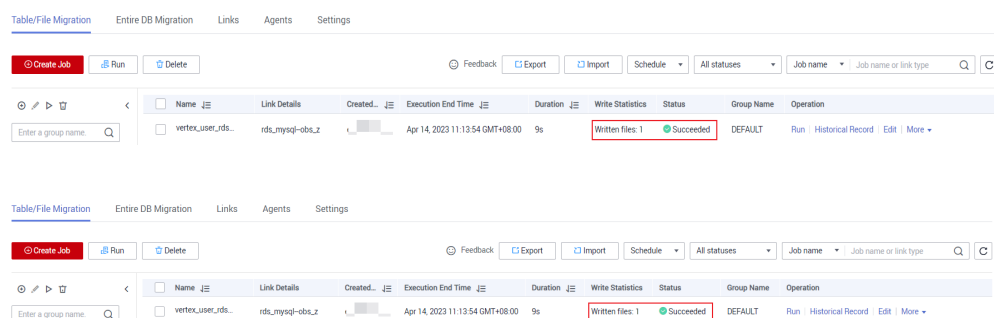 Table/File Migration Entire DB Migration Links Agents Settings
Create Job Run Delete Feedback Export Import Schedule All statuses Job name Job name or link type
Name Link Details Created... Execution End Time Duration Write Statistics Status Group Name Operation
Enter a group name. vertex_user_rds... rds_mysql–obs_z Apr 14, 2023 11:13:54 GMT+08:00 9s Written files: 1 Succeeded DEFAULT Run Historical Record Edit More
Table/File Migration Entire DB Migration Links Agents Settings
Create Job Run Delete Feedback Export Import Schedule All statuses Job name Job name or link type
Name Link Details Created... Execution End Time Duration Write Statistics Status Group Name Operation
Enter a group name. vertex_user_rds... rds_mysql–obs_z Apr 14, 2023 11:13:54 GMT+08:00 9s Written files: 1 Succeeded DEFAULT Run Historical Record Edit More